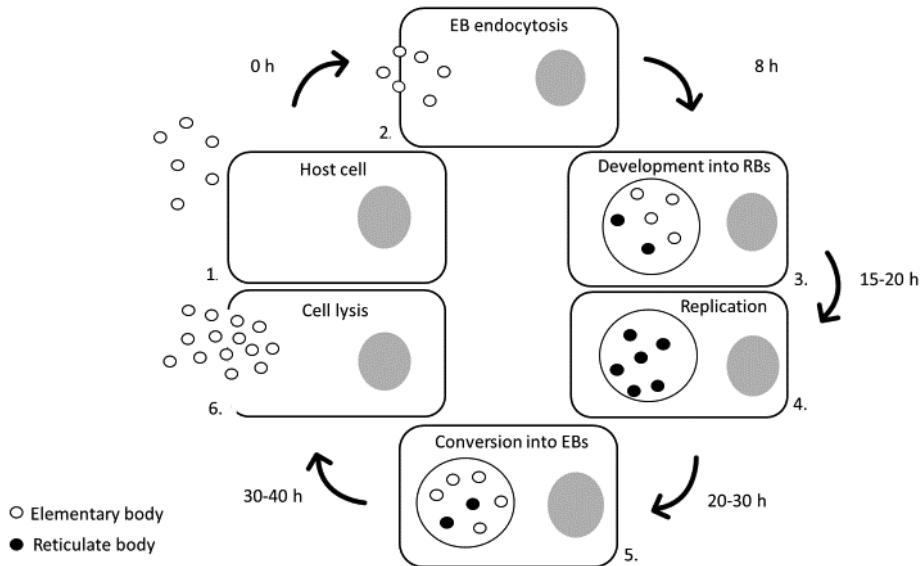 EB endocytosis
0 h
8 h
2.
Host cell
Development into RBs
1.
3.
15-20 h
Cell lysis
Replication
6.
4.
Conversion into EBs
30-40 h
20-30 h
5.
Elementary body
Reticulate body